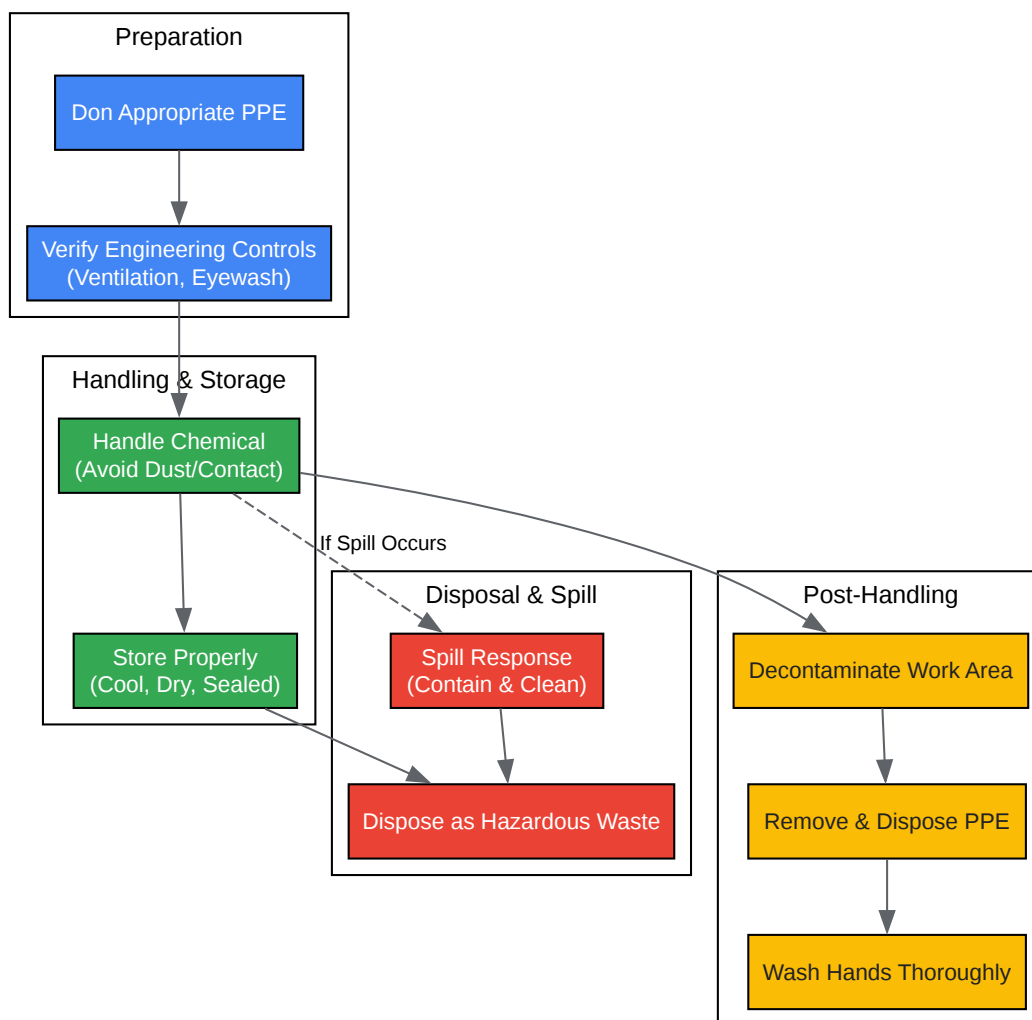 Preparation
Don Appropriate PPE
Verify Engineering Controls
(Ventilation, Eyewash)
Handling & Storage
Handle Chemical
(Avoid Dust/Contact)
If Spill Occurs
Store Properly
(Cool, Dry, Sealed)
Disposal & Spill
Spill Response
(Contain & Clean)
Dispose as Hazardous Waste
Post-Handling
Decontaminate Work Area
Remove & Dispose PPE
Wash Hands Thoroughly